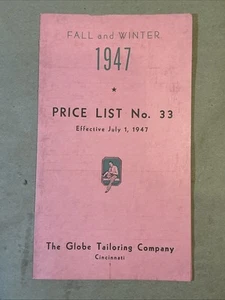 FALL and WINTER
1947
PRICE LIST No. 33
Effective July 1, 1947
The Globe Tailoring Company
Cincinnati